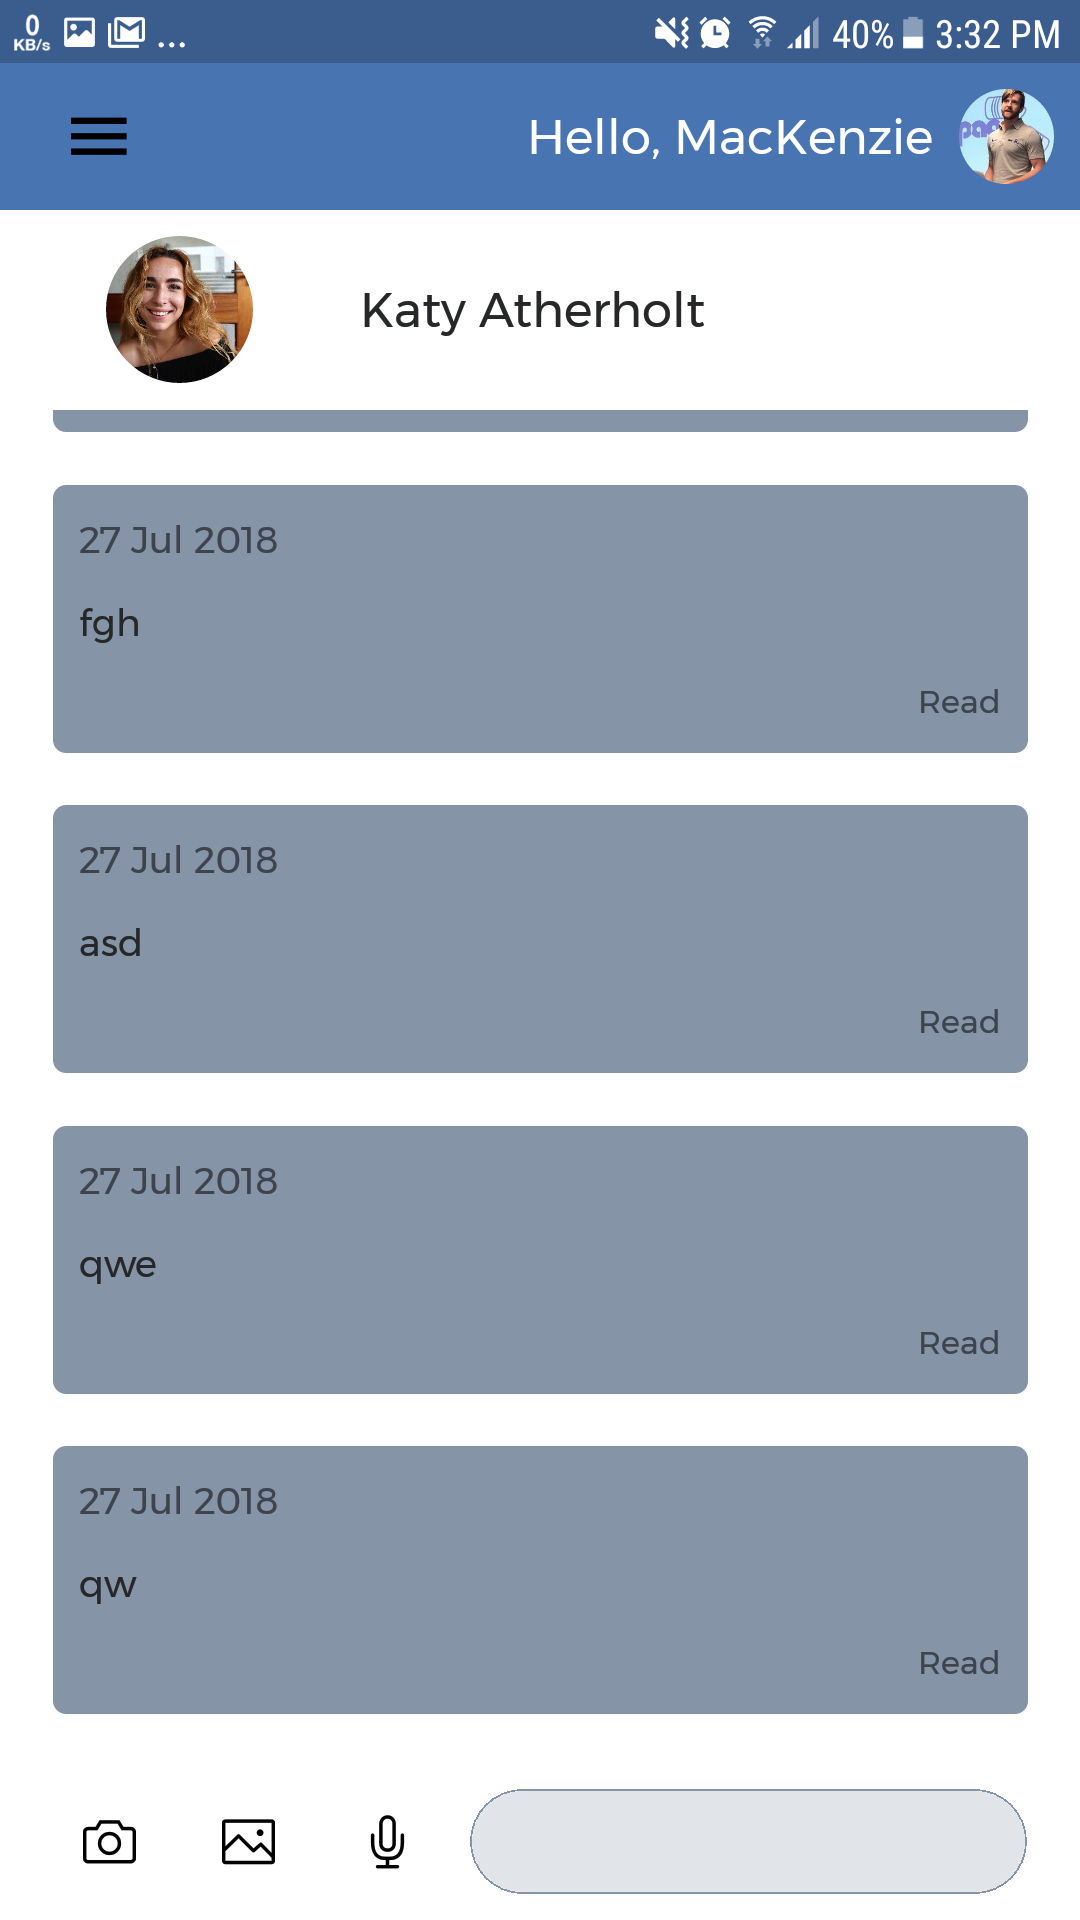 0
KB/s
... 40% 3:32 PM
Hello, MacKenzie
Katy Atherholt
27 Jul 2018
fgh
Read
27 Jul 2018
asd
Read
27 Jul 2018
qwe
Read
27 Jul 2018
qw
Read